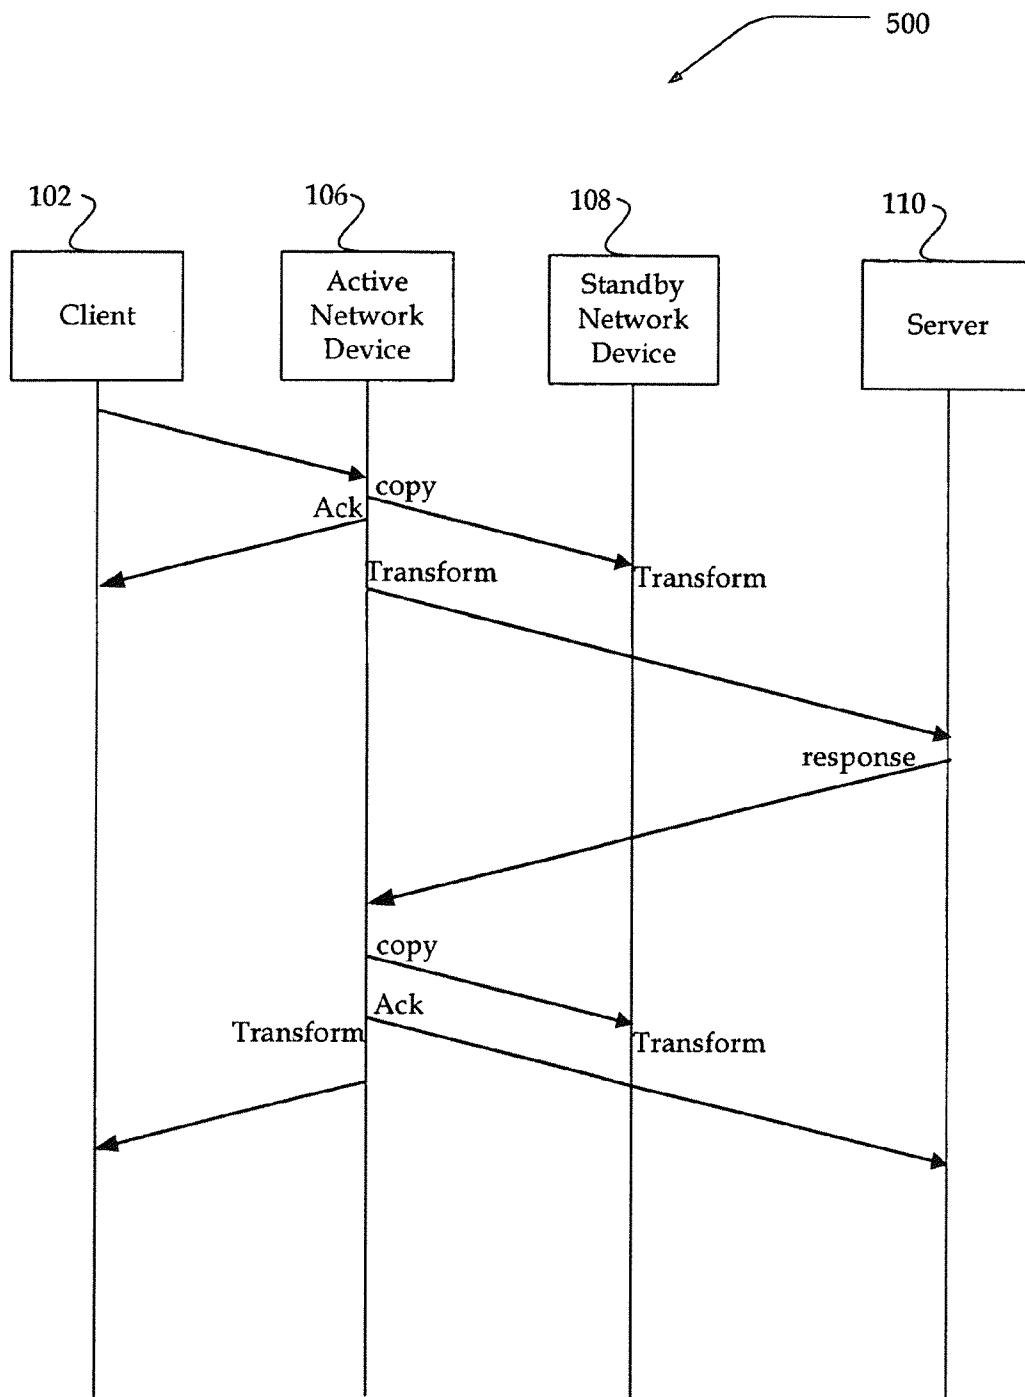 500
102
106
108
110
Client
Active
Network
Device
Standby
Network
Device
Server
copy
Ack
Transform
Transform
response
copy
Ack
Transform
Transform